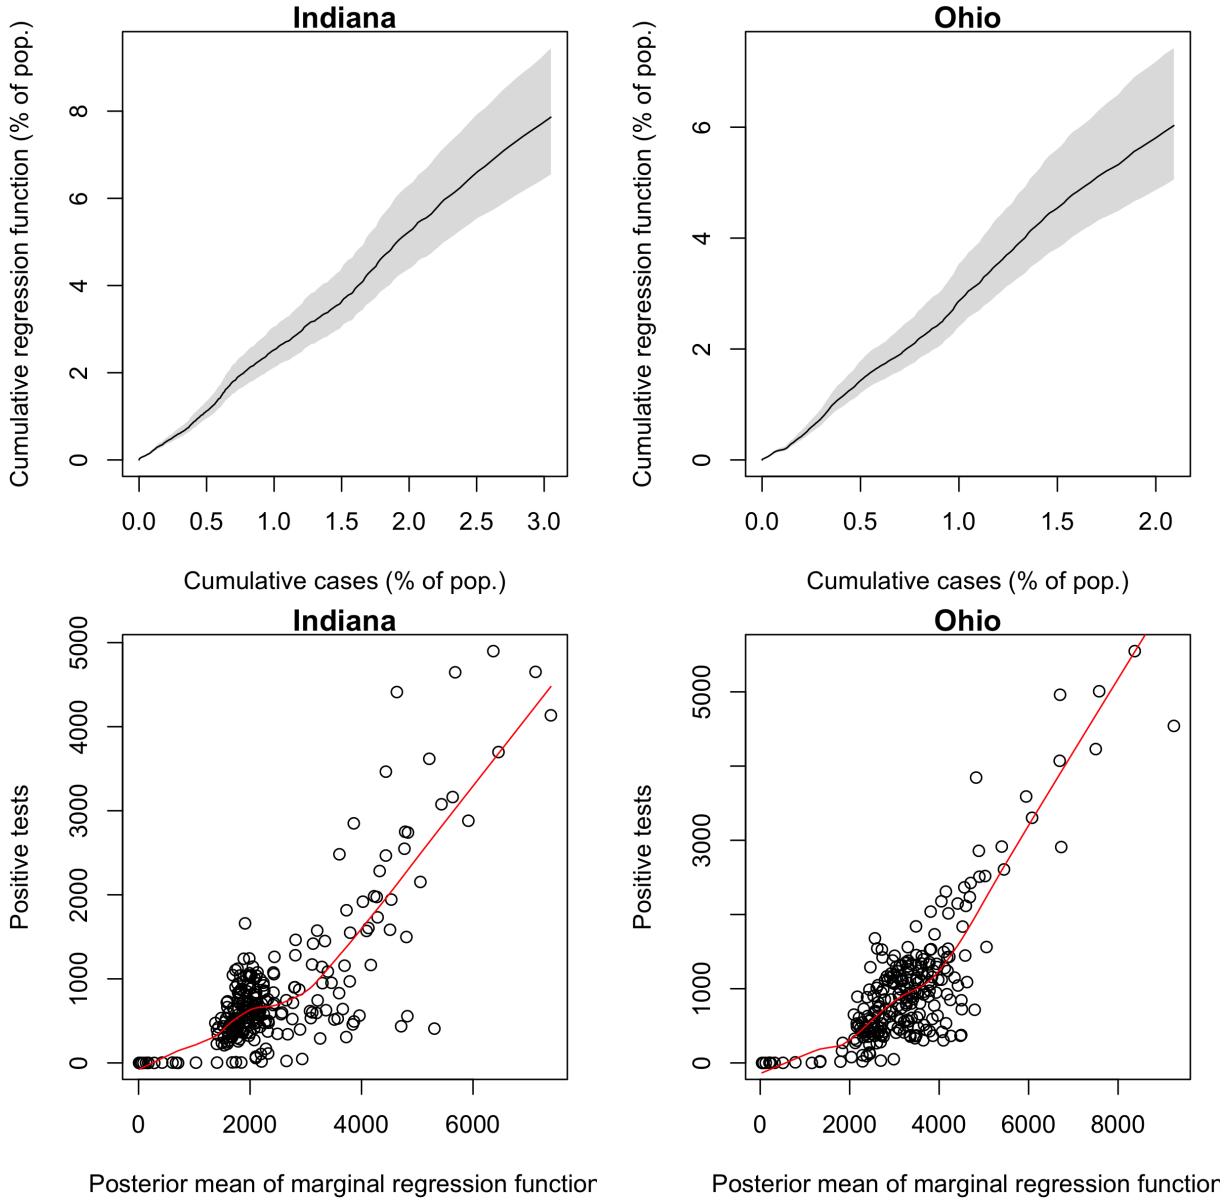 Indiana
Cumulative regression function (% of pop.)
0 2 4 6 8
0.0 0.5 1.0 1.5 2.0 2.5 3.0
Cumulative cases (% of pop.)
Ohio
Cumulative regression function (% of pop.)
0 2 4 6
0.0 0.5 1.0 1.5 2.0
Cumulative cases (% of pop.)
Indiana
Positive tests
0 1000 2000 3000 4000 5000
0 2000 4000 6000
Posterior mean of marginal regression function
Ohio
Positive tests
0 1000 3000 5000
0 2000 4000 6000 8000
Posterior mean of marginal regression function